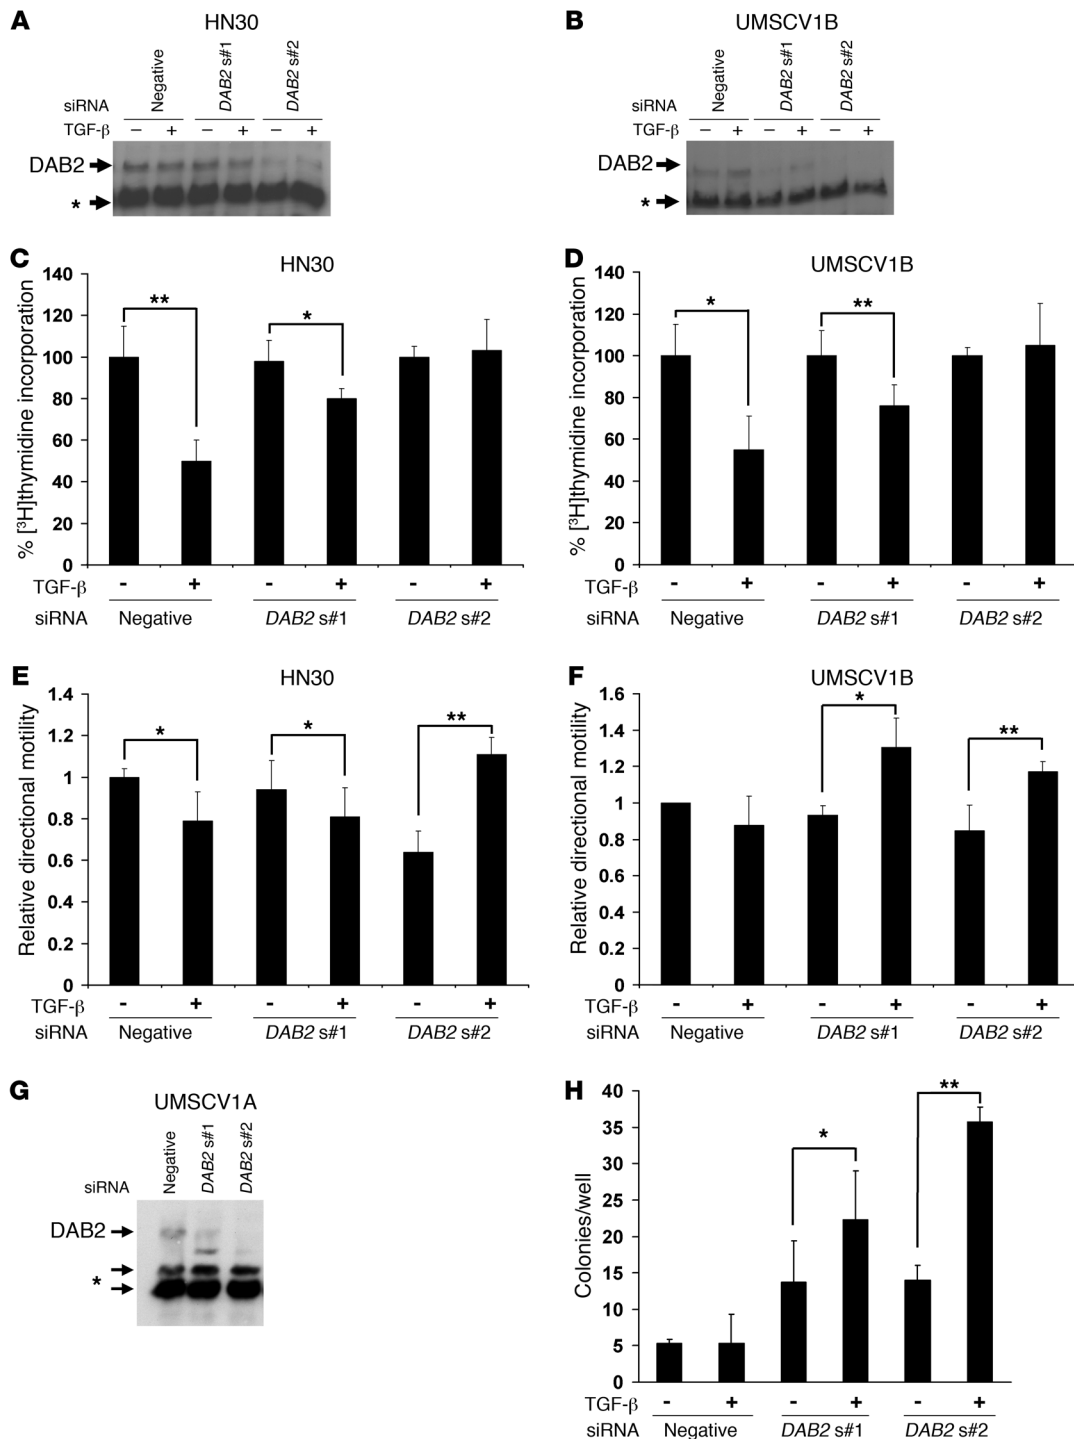 A
HN30
siRNA
Negative
DAB2 s#1
DAB2 s#2
TGF-β
− + − + − +
DAB2
*
B
UMSCV1B
siRNA
Negative
DAB2 s#1
DAB2 s#2
TGF-β
− + − + − +
DAB2
*
C
HN30
% [³H]thymidine incorporation
140
120
100
80
60
40
20
0
**
*
TGF-β - + - + - +
siRNA Negative DAB2 s#1 DAB2 s#2
D
UMSCV1B
% [³H]thymidine incorporation
140
120
100
80
60
40
20
0
*
**
TGF-β - + - + - +
siRNA Negative DAB2 s#1 DAB2 s#2
E
HN30
Relative directional motility
1.4
1.2
1
0.8
0.6
0.4
0.2
0
*
*
**
TGF-β - + - + - +
siRNA Negative DAB2 s#1 DAB2 s#2
F
UMSCV1B
Relative directional motility
1.6
1.4
1.2
1
0.8
0.6
0.4
0.2
0
*
**
TGF-β - + - + - +
siRNA Negative DAB2 s#1 DAB2 s#2
G
UMSCV1A
siRNA
Negative
DAB2 s#1
DAB2 s#2
DAB2
*
H
Colonies/well
40
35
30
25
20
15
10
5
0
*
**
TGF-β - + - + - +
siRNA Negative DAB2 s#1 DAB2 s#2